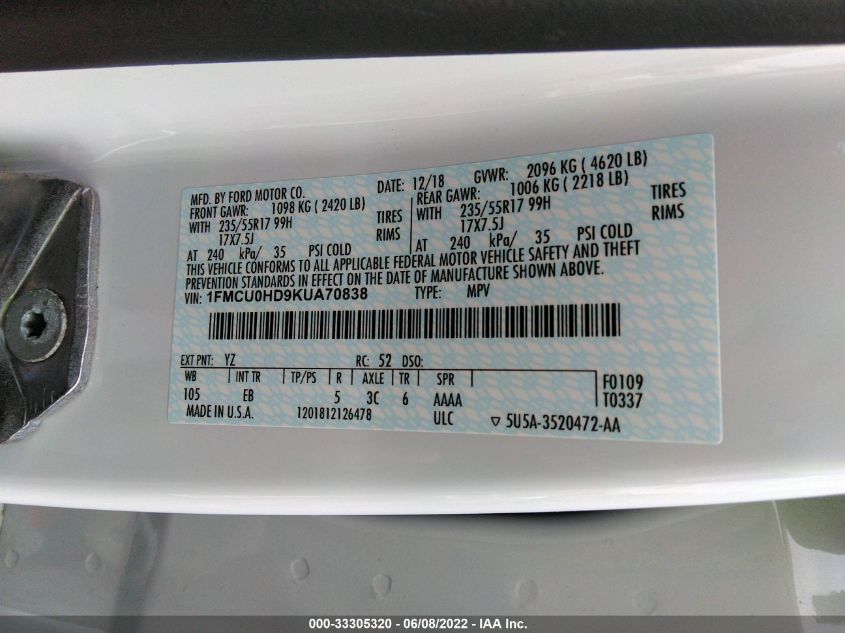 MFD. BY FORD MOTOR CO. DATE: 12/18 GVWR: 2096 KG ( 4620 LB)
FRONT GAWR: 1098 KG ( 2420 LB) REAR GAWR: 1006 KG ( 2218 LB)
WITH 235/55R17 99H TIRES WITH 235/55R17 99H TIRES
17X7.5J RIMS 17X7.5J RIMS
AT 240 kPa/ 35 PSI COLD AT 240 kPa/ 35 PSI COLD
THIS VEHICLE CONFORMS TO ALL APPLICABLE FEDERAL MOTOR VEHICLE SAFETY AND THEFT
PREVENTION STANDARDS IN EFFECT ON THE DATE OF MANUFACTURE SHOWN ABOVE.
VIN: 1FMCU0HD9KUA70838 TYPE: MPV
EXT PNT: YZ RC: 52 DSO:
WB INT TR TP/PS R AXLE TR SPR F0109
105 EB 5 3C 6 AAAA T0337
MADE IN U.S.A. 1201812126478 ULC ▽ 5U5A-3520472-AA
000-33305320 - 06/08/2022 - IAA Inc.